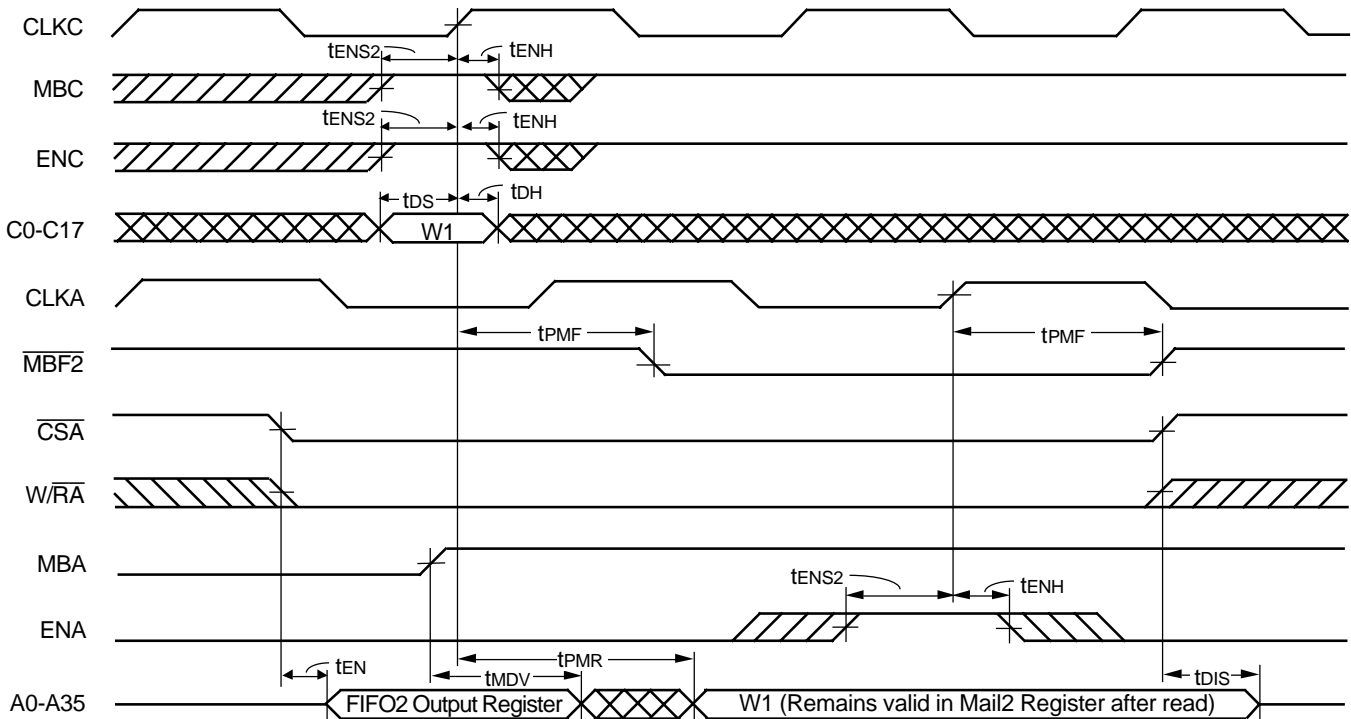 CLKC
tENS2 tENH
MBC
tENS2 tENH
ENC
tDS tDH
C0-C17 W1
CLKA
tPMF tPMF
MBF2
CSA
W/RA
MBA
tENS2 tENH
ENA
tEN tPMR
tMDV tDIS
A0-A35 FIFO2 Output Register W1 (Remains valid in Mail2 Register after read)